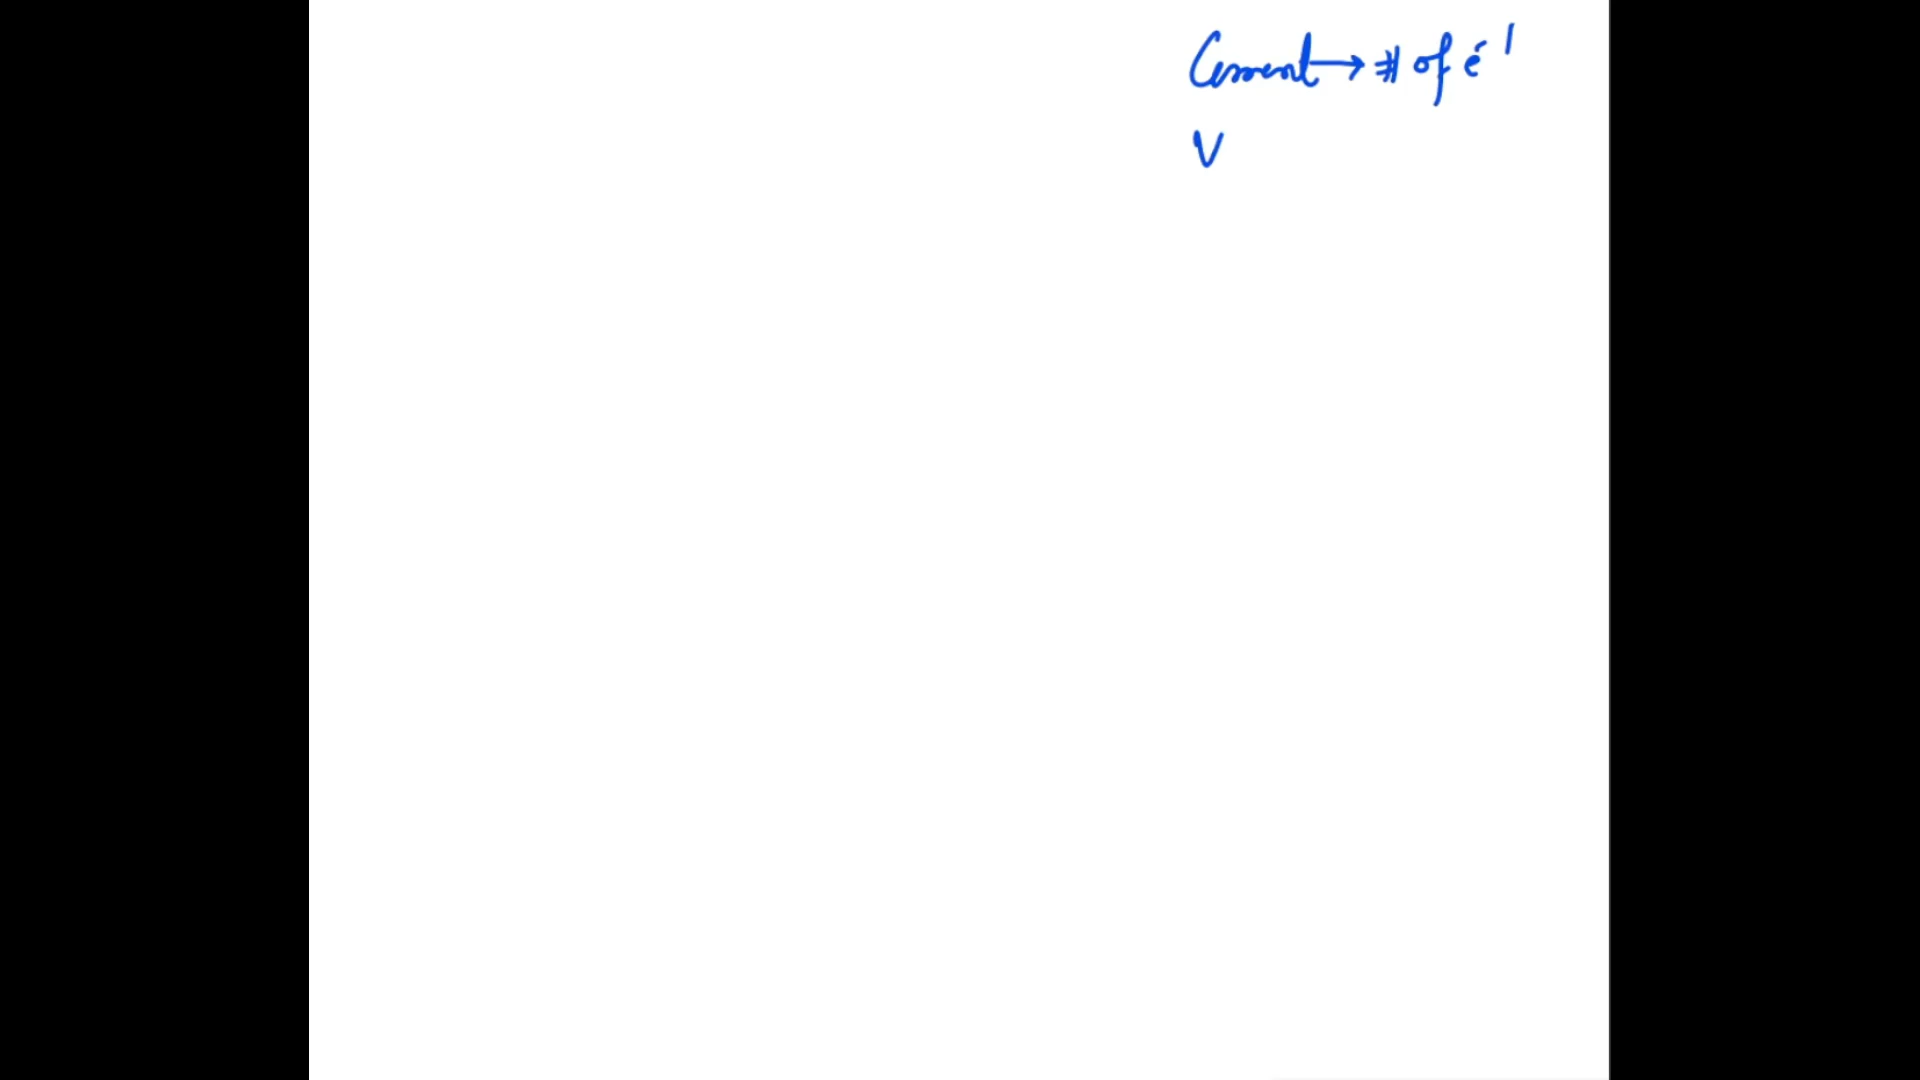 Current → # of é '
V